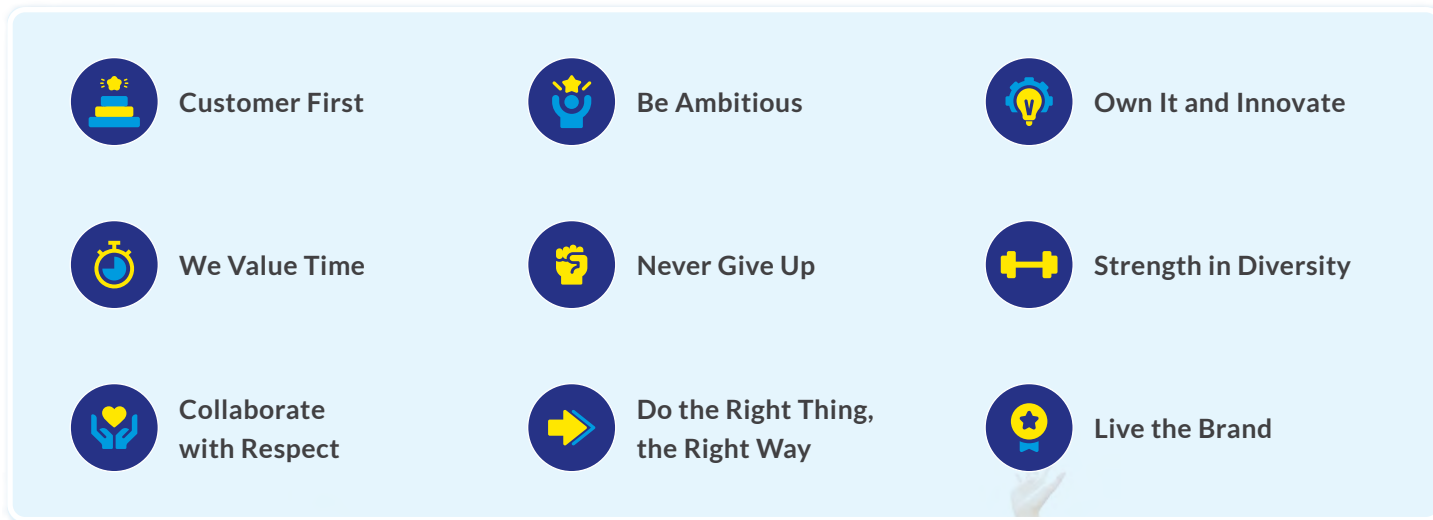 Customer First
Be Ambitious
Own It and Innovate
We Value Time
Never Give Up
Strength in Diversity
Collaborate
with Respect
Do the Right Thing,
the Right Way
Live the Brand